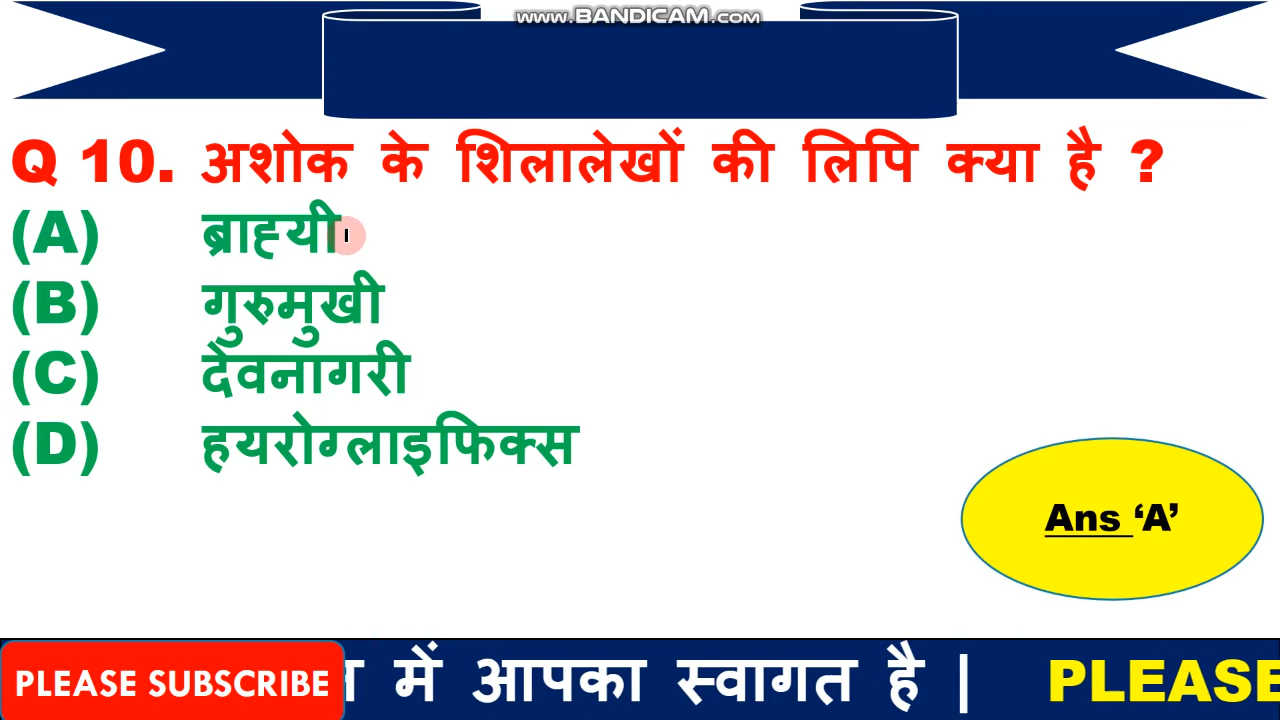 www.BANDICAM.com
Q 10. अशोक के शिलालेखों की लिपि क्या है ?
(A) ब्राह्यी
(B) गुरुमुखी
(C) देवनागरी
(D) हयरोग्लाइफिक्स
Ans ‘A’
PLEASE SUBSCRIBE
में आपका स्वागत है | PLEASE